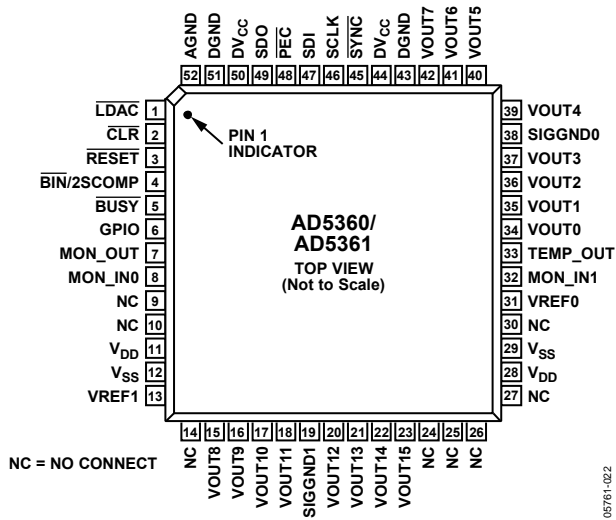 AGND
DGND
DVCC
SDO
PEC
SDI
SCLK
SYNC
DVCC
DGND
VOUT7
VOUT6
VOUT5
52 51 50 49 48 47 46 45 44 43 42 41 40
LDAC 1
CLR 2
RESET 3
BIN/2SCOMP 4
BUSY 5
GPIO 6
MON_OUT 7
MON_IN0 8
NC 9
NC 10
VDD 11
VSS 12
VREF1 13
PIN 1
INDICATOR
AD5360/
AD5361
TOP VIEW
(Not to Scale)
39 VOUT4
38 SIGGND0
37 VOUT3
36 VOUT2
35 VOUT1
34 VOUT0
33 TEMP_OUT
32 MON_IN1
31 VREF0
30 NC
29 VSS
28 VDD
27 NC
14 15 16 17 18 19 20 21 22 23 24 25 26
NC
VOUT8
VOUT9
VOUT10
VOUT11
SIGGND1
VOUT12
VOUT13
VOUT14
VOUT15
NC
NC
NC
NC = NO CONNECT
05761-022